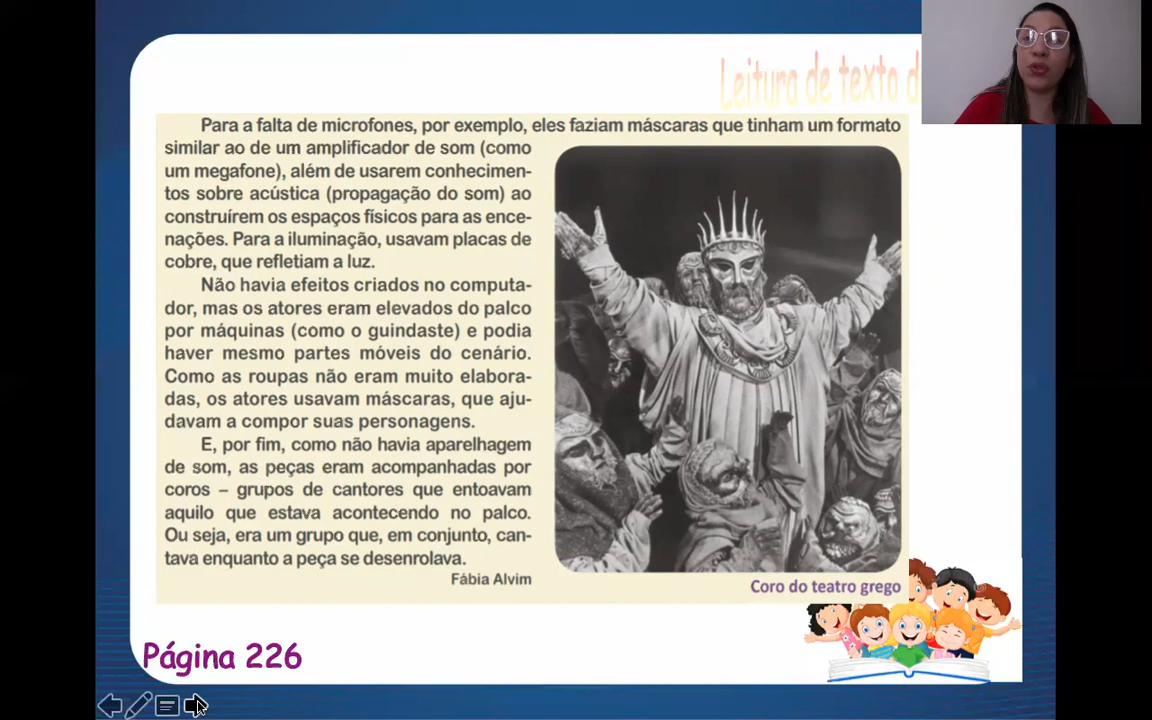 Leitura de texto d
Para a falta de microfones, por exemplo, eles faziam máscaras que tinham um formato
similar ao de um amplificador de som (como
um megafone), além de usarem conhecimen-
tos sobre acústica (propagação do som) ao
construírem os espaços físicos para as ence-
nações. Para a iluminação, usavam placas de
cobre, que refletiam a luz.
Não havia efeitos criados no computa-
dor, mas os atores eram elevados do palco
por máquinas (como o guindaste) e podia
haver mesmo partes móveis do cenário.
Como as roupas não eram muito elabora-
das, os atores usavam máscaras, que aju-
davam a compor suas personagens.
E, por fim, como não havia aparelhagem
de som, as peças eram acompanhadas por
coros – grupos de cantores que entoavam
aquilo que estava acontecendo no palco.
Ou seja, era um grupo que, em conjunto, can-
tava enquanto a peça se desenrolava.
Fábia Alvim
Coro do teatro grego
Página 226